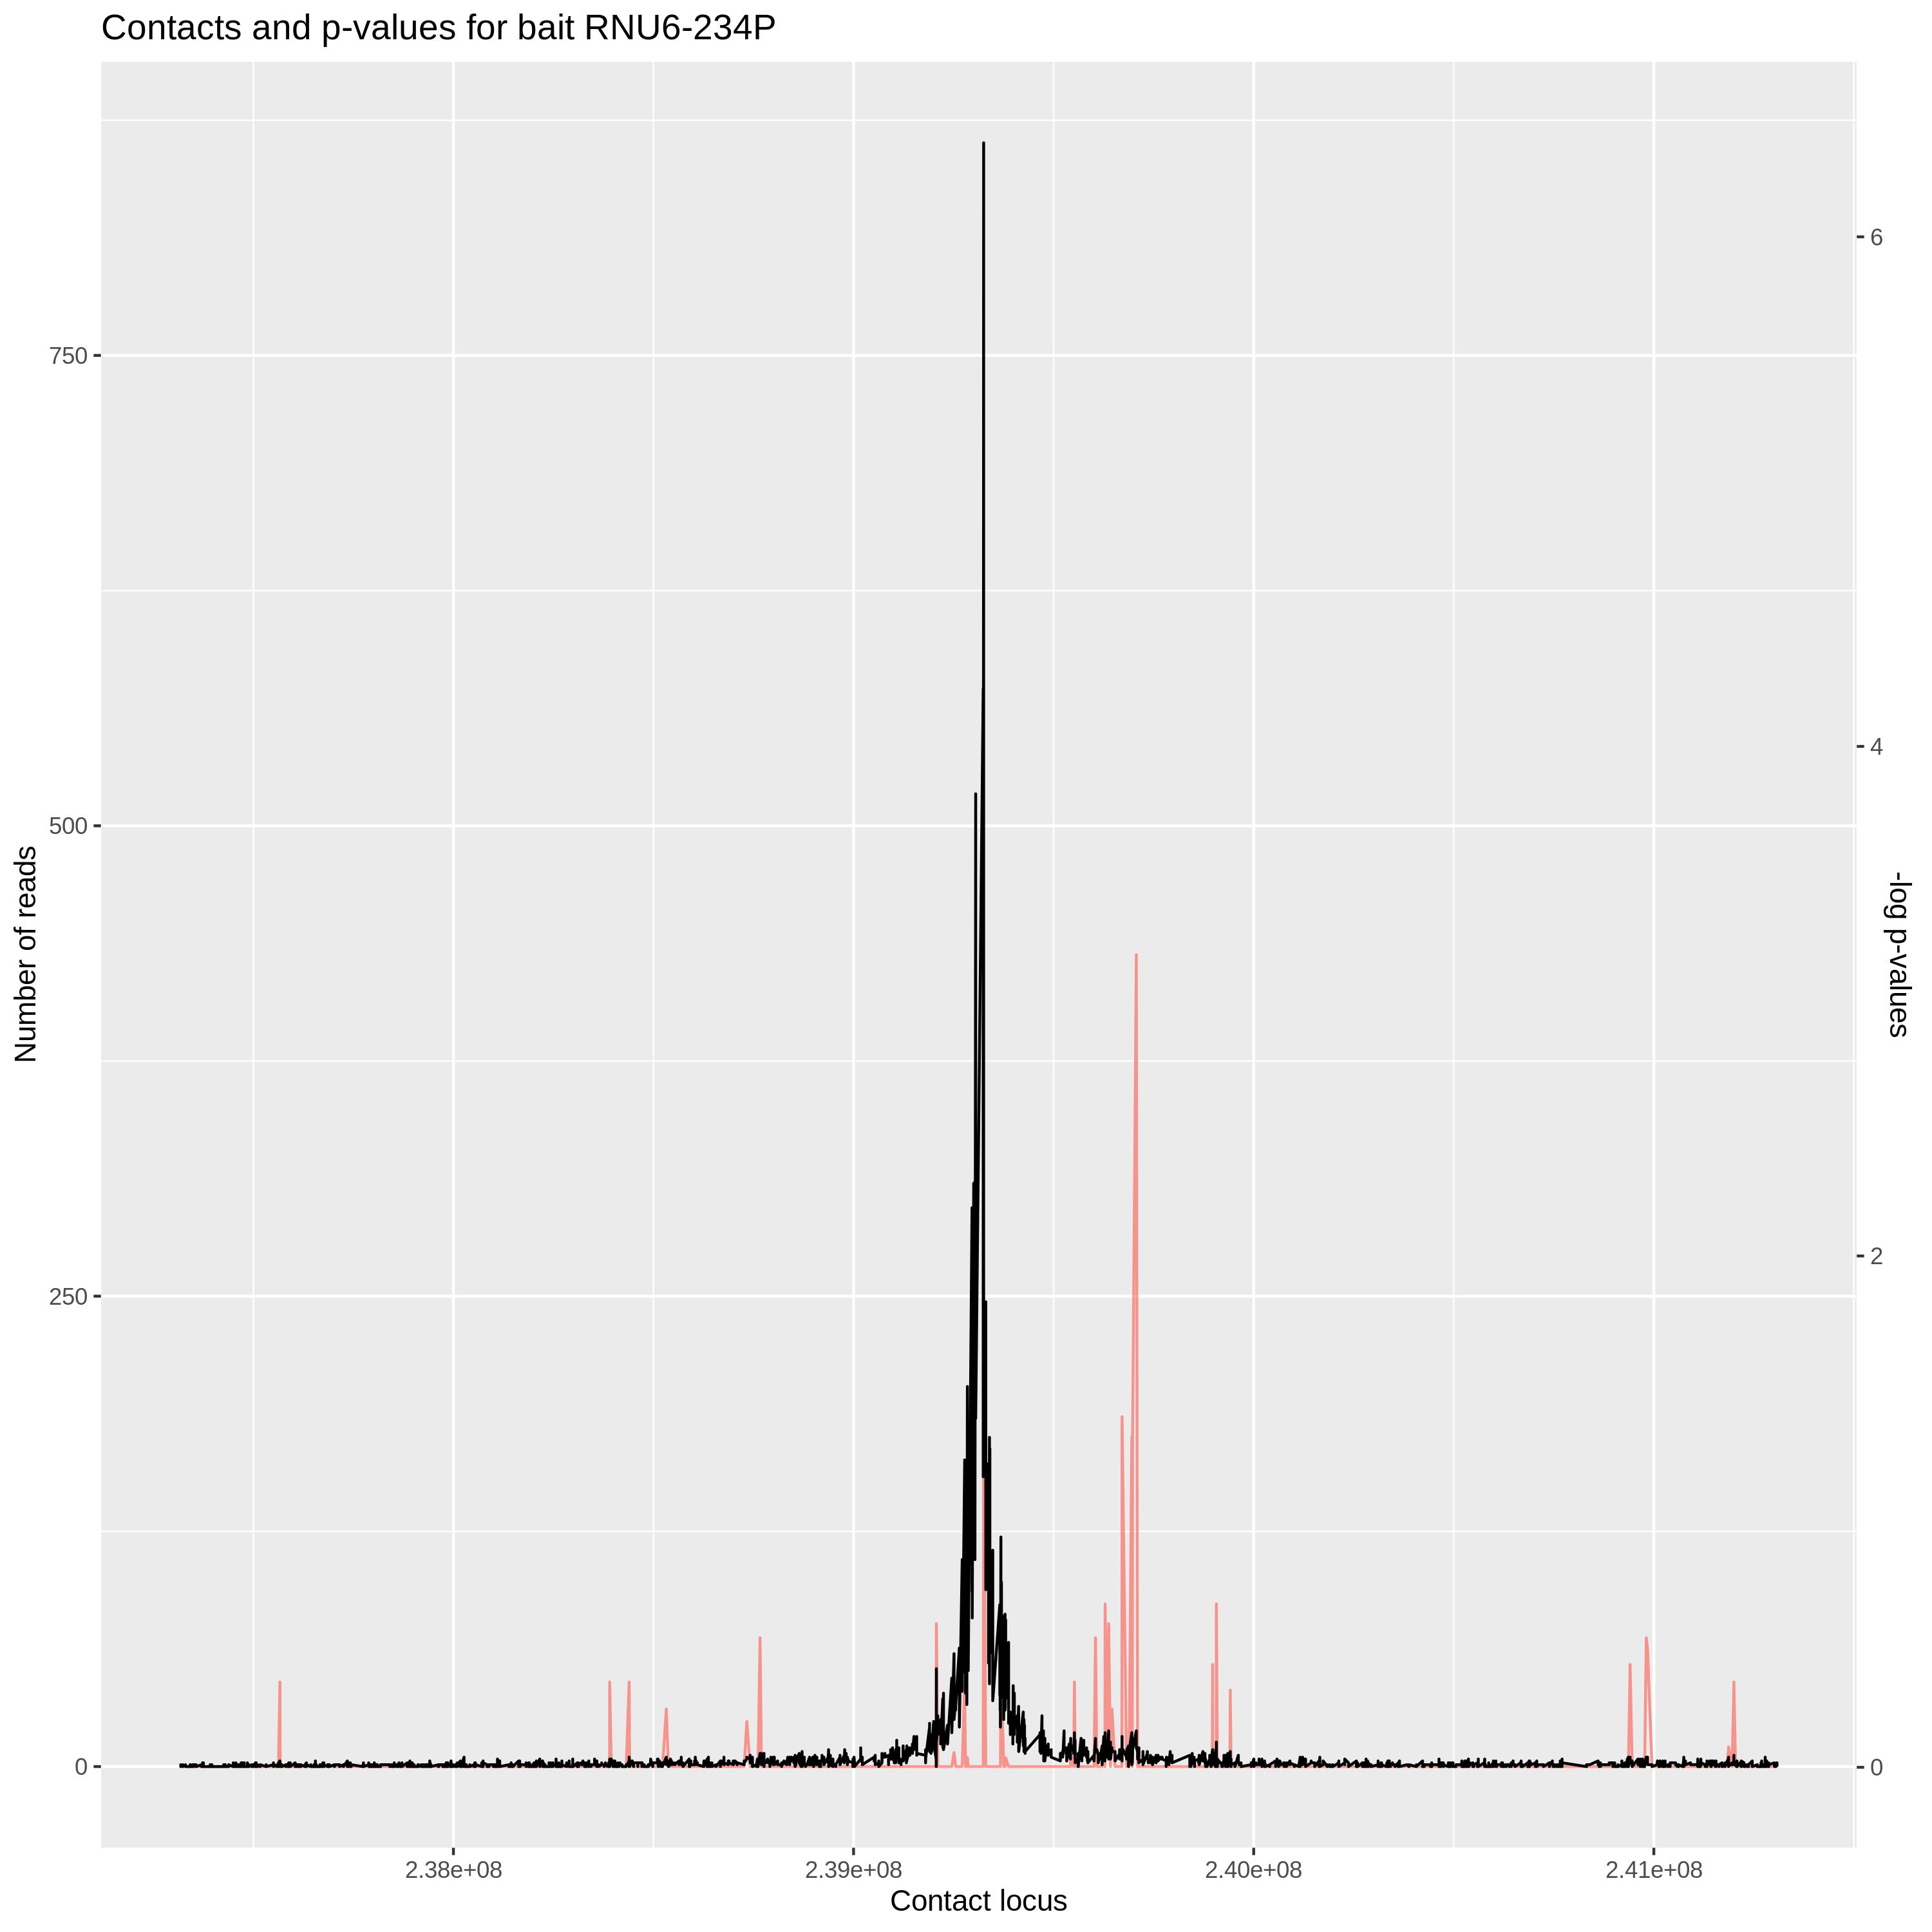 Contacts and p-values for bait RNU6-234P
6
750
4
500
Number of reads
-log p-values
2
250
0
0
2.38e+08
2.39e+08
2.40e+08
2.41e+08
Contact locus